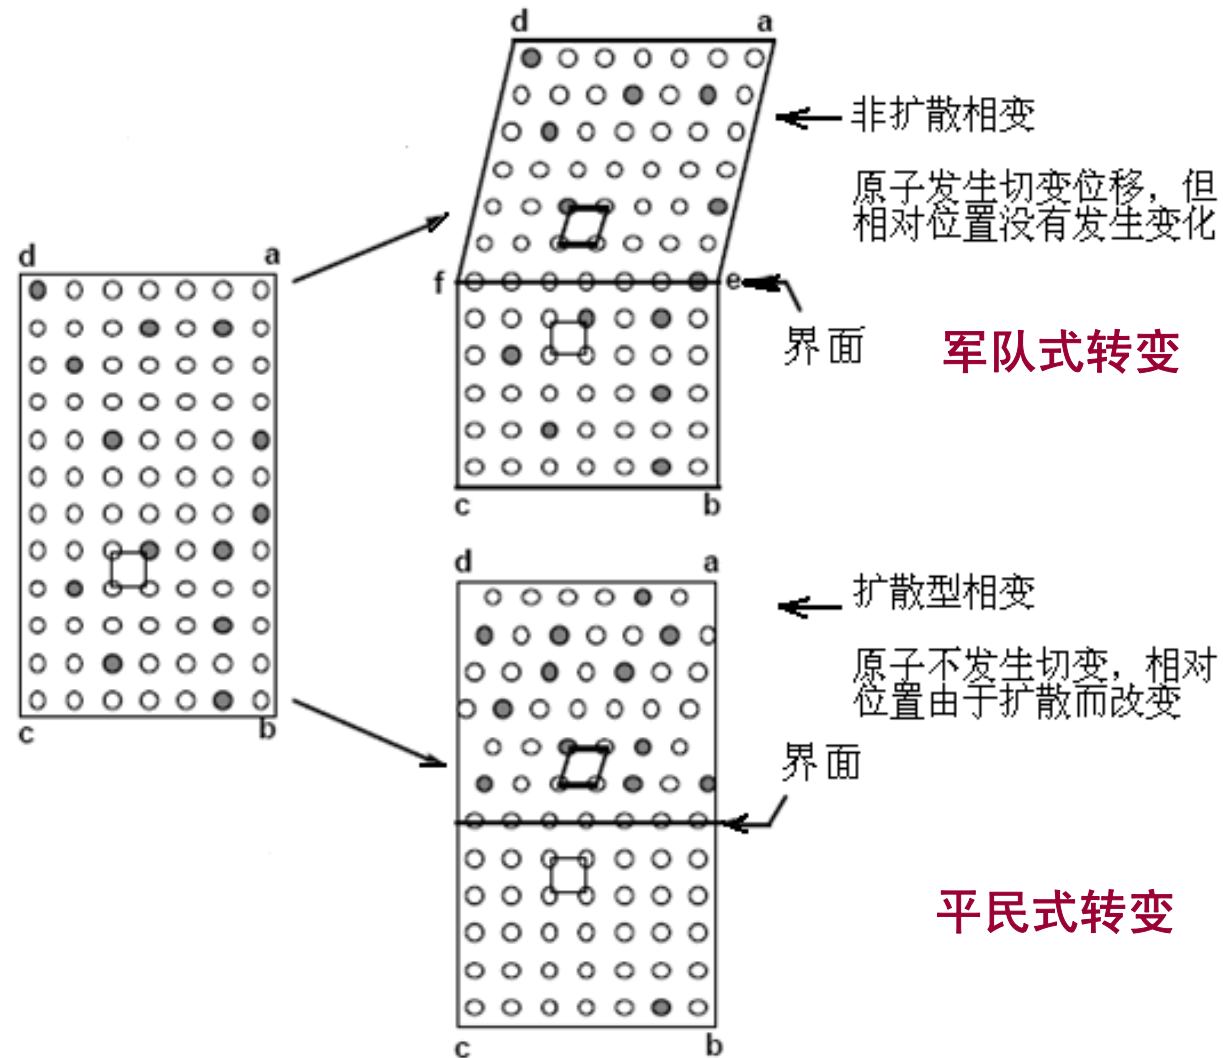 d
a
非扩散相变
原子发生切变位移，但
相对位置没有发生变化
d
a
f
e
界面
军队式转变
c
b
c
b
d
a
扩散型相变
原子不发生切变，相对
位置由于扩散而改变
界面
平民式转变
c
b